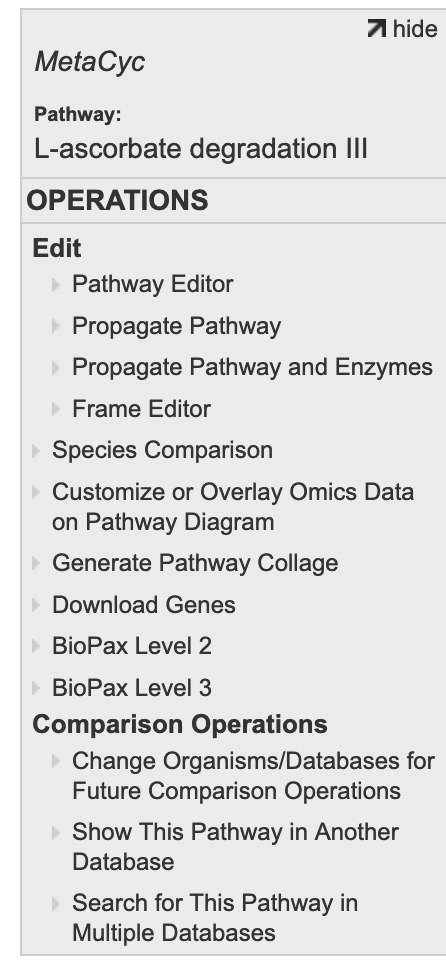 hide
MetaCyc
Pathway:
L-ascorbate degradation III
OPERATIONS
Edit
Pathway Editor
Propagate Pathway
Propagate Pathway and Enzymes
Frame Editor
Species Comparison
Customize or Overlay Omics Data
on Pathway Diagram
Generate Pathway Collage
Download Genes
BioPax Level 2
BioPax Level 3
Comparison Operations
Change Organisms/Databases for
Future Comparison Operations
Show This Pathway in Another
Database
Search for This Pathway in
Multiple Databases